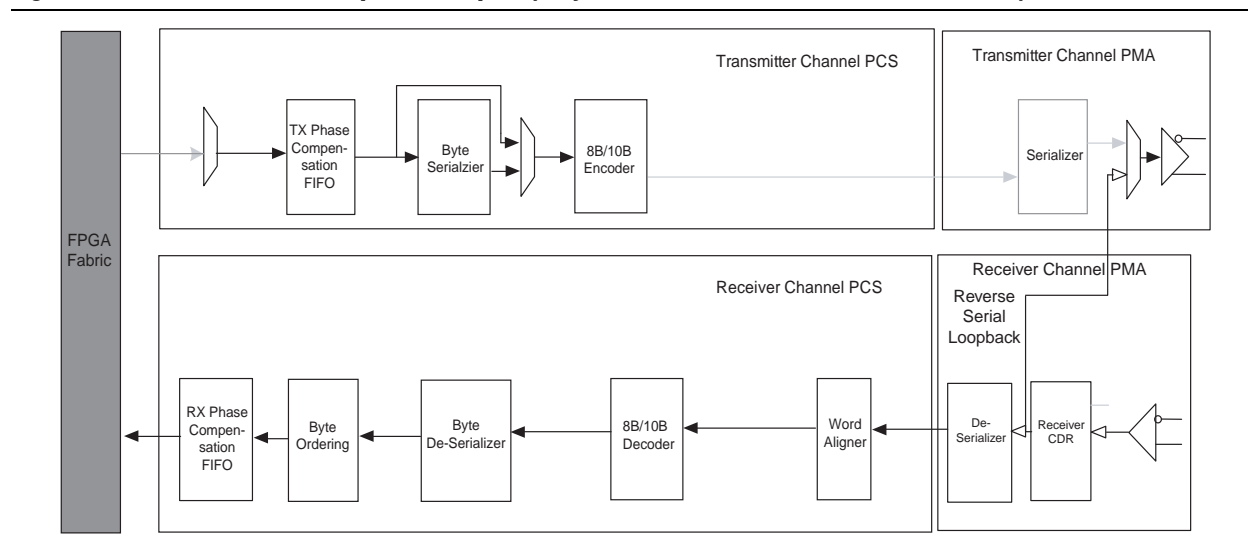 Transmitter Channel PCS
Transmitter Channel PMA
TX Phase
Compen-
sation
FIFO
Byte
Serialzier
8B/10B
Encoder
Serializer
FPGA
Fabric
Receiver Channel PCS
Receiver Channel PMA
Reverse
Serial
Loopback
RX Phase
Compen-
sation
FIFO
Byte
Ordering
Byte
De-Serializer
8B/10B
Decoder
Word
Aligner
De-
Serializer
Receiver
CDR